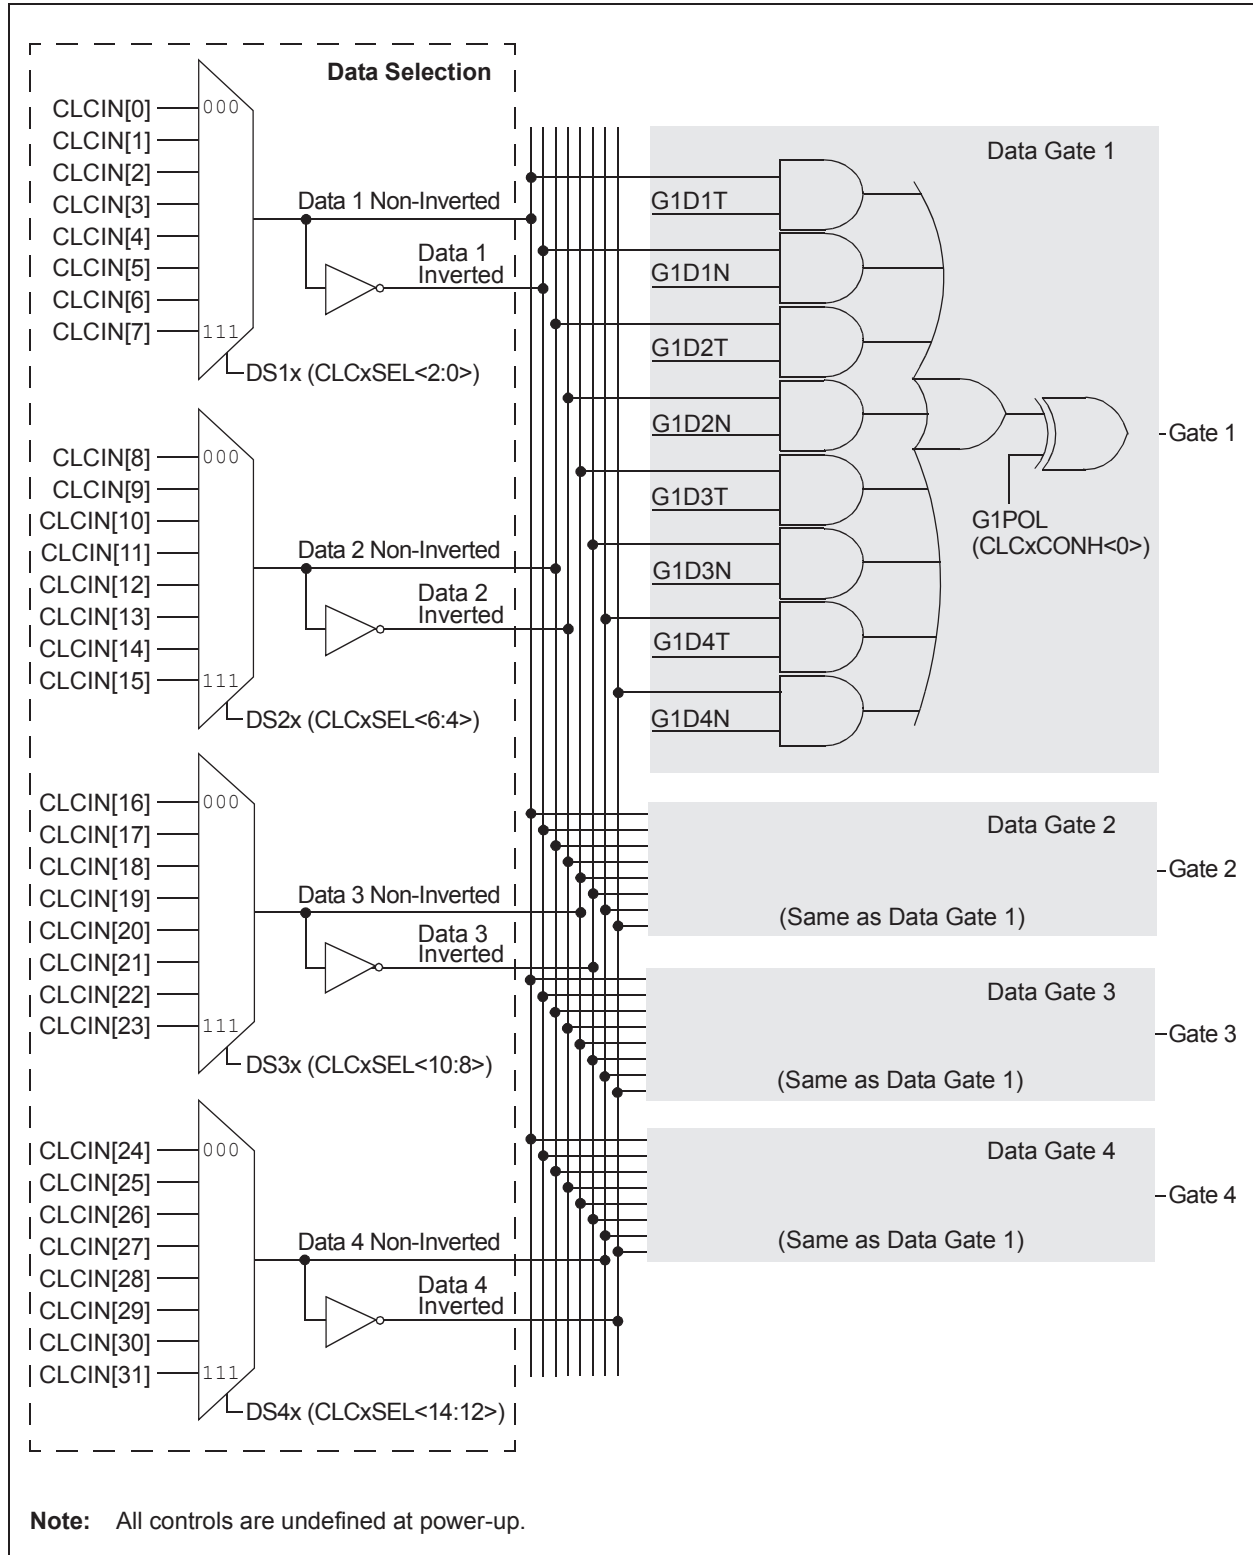 Data Selection
CLCIN[0]
CLCIN[1]
CLCIN[2]
CLCIN[3]
CLCIN[4]
CLCIN[5]
CLCIN[6]
CLCIN[7]
000
111
Data 1 Non-Inverted
Data 1
Inverted
DS1x (CLCxSEL<2:0>)
CLCIN[8]
CLCIN[9]
CLCIN[10]
CLCIN[11]
CLCIN[12]
CLCIN[13]
CLCIN[14]
CLCIN[15]
000
111
Data 2 Non-Inverted
Data 2
Inverted
DS2x (CLCxSEL<6:4>)
CLCIN[16]
CLCIN[17]
CLCIN[18]
CLCIN[19]
CLCIN[20]
CLCIN[21]
CLCIN[22]
CLCIN[23]
000
111
Data 3 Non-Inverted
Data 3
Inverted
DS3x (CLCxSEL<10:8>)
CLCIN[24]
CLCIN[25]
CLCIN[26]
CLCIN[27]
CLCIN[28]
CLCIN[29]
CLCIN[30]
CLCIN[31]
000
111
Data 4 Non-Inverted
Data 4
Inverted
DS4x (CLCxSEL<14:12>)
Data Gate 1
G1D1T
G1D1N
G1D2T
G1D2N
G1D3T
G1D3N
G1D4T
G1D4N
G1POL
(CLCxCONH<0>)
Gate 1
Data Gate 2
(Same as Data Gate 1)
Gate 2
Data Gate 3
(Same as Data Gate 1)
Gate 3
Data Gate 4
(Same as Data Gate 1)
Gate 4
Note: All controls are undefined at power-up.